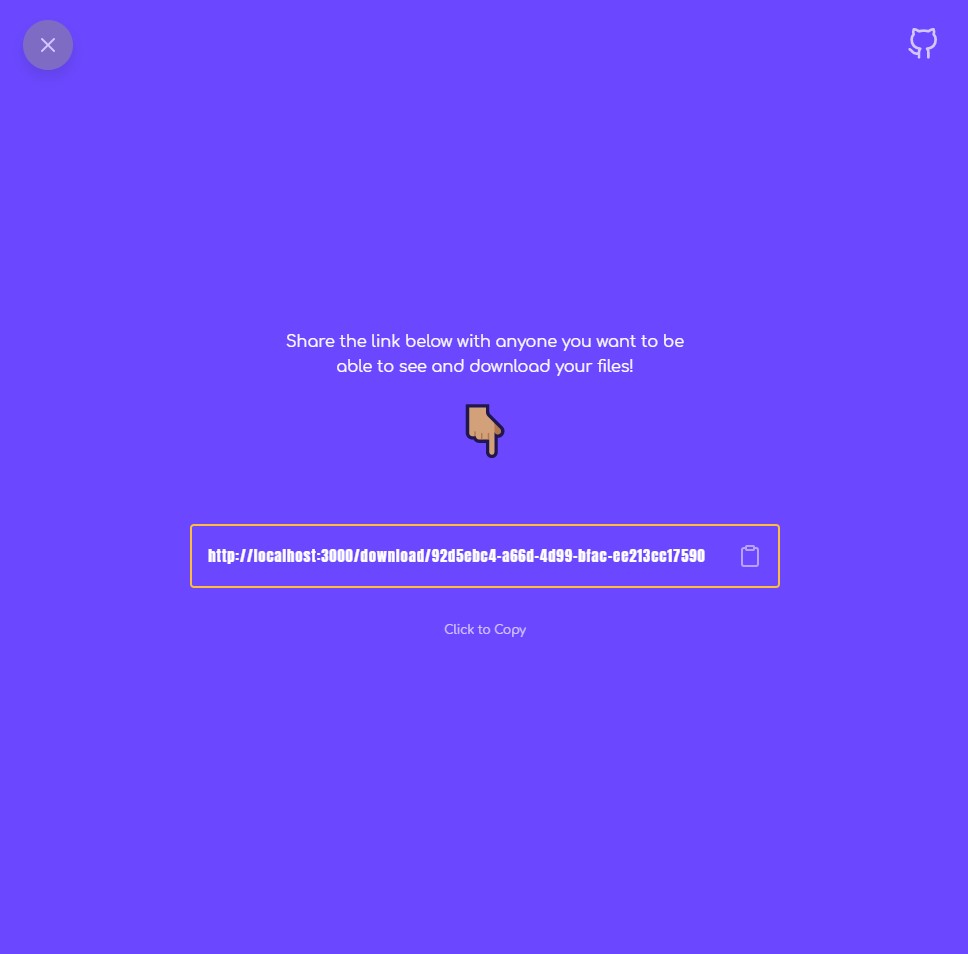 Share the link below with anyone you want to be
able to see and download your files!
http://localhost:3000/download/92d5ebc4-a66d-4d99-bfac-ee213cc17590
Click to Copy